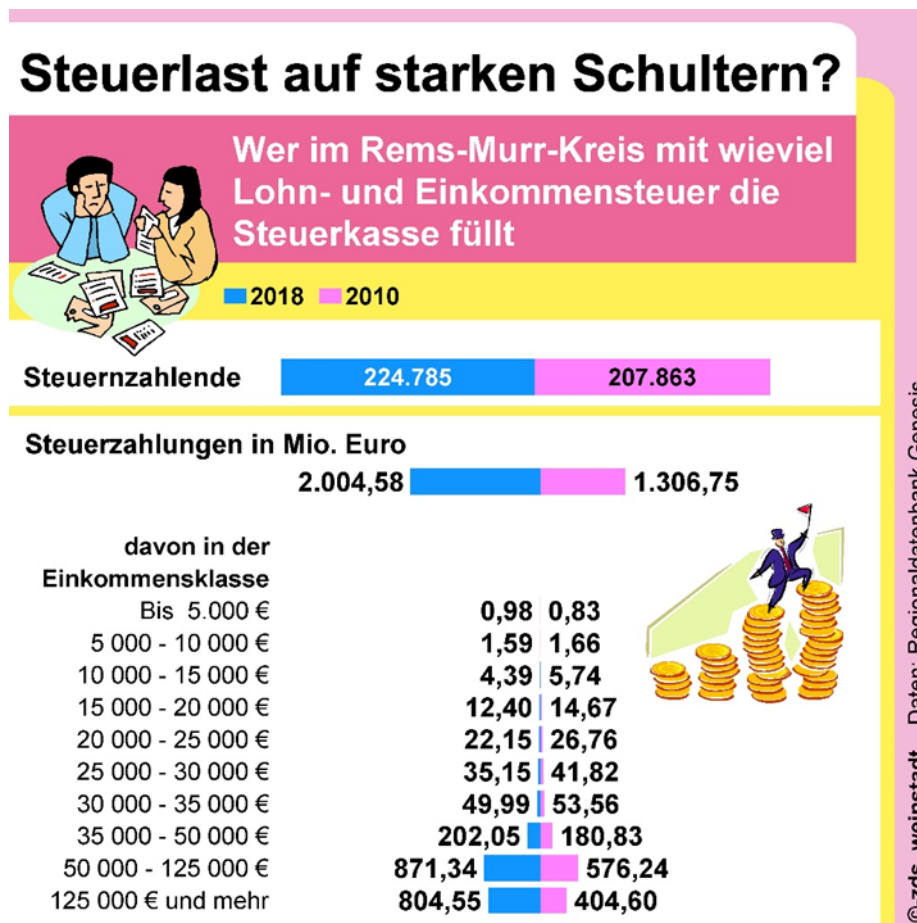 Steuerlast auf starken Schultern?
Wer im Rems-Murr-Kreis mit wieviel
Lohn- und Einkommensteuer die
Steuerkasse füllt
2018 2010
Steuernzahlende 224.785 207.863
Steuerzahlungen in Mio. Euro
2.004,58 1.306,75
davon in der
Einkommensklasse
Bis 5.000 € 0,98 0,83
5 000 - 10 000 € 1,59 1,66
10 000 - 15 000 € 4,39 5,74
15 000 - 20 000 € 12,40 14,67
20 000 - 25 000 € 22,15 26,76
25 000 - 30 000 € 35,15 41,82
30 000 - 35 000 € 49,99 53,56
35 000 - 50 000 € 202,05 180,83
50 000 - 125 000 € 871,34 576,24
125 000 € und mehr 804,55 404,60
© zds weinstadt Daten: Regionaldatenbank Genesis